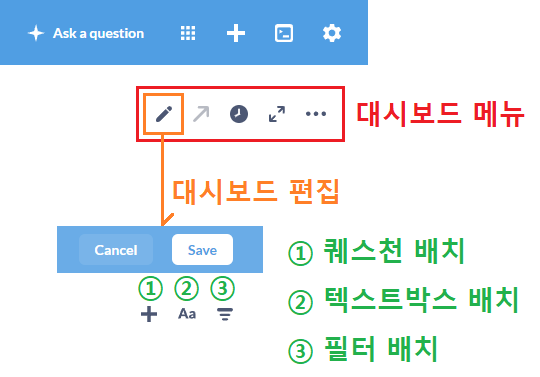 Ask a question
대시보드 메뉴
대시보드 편집
Cancel Save
① 퀘스천 배치
① ② ③
Aa
② 텍스트박스 배치
③ 필터 배치